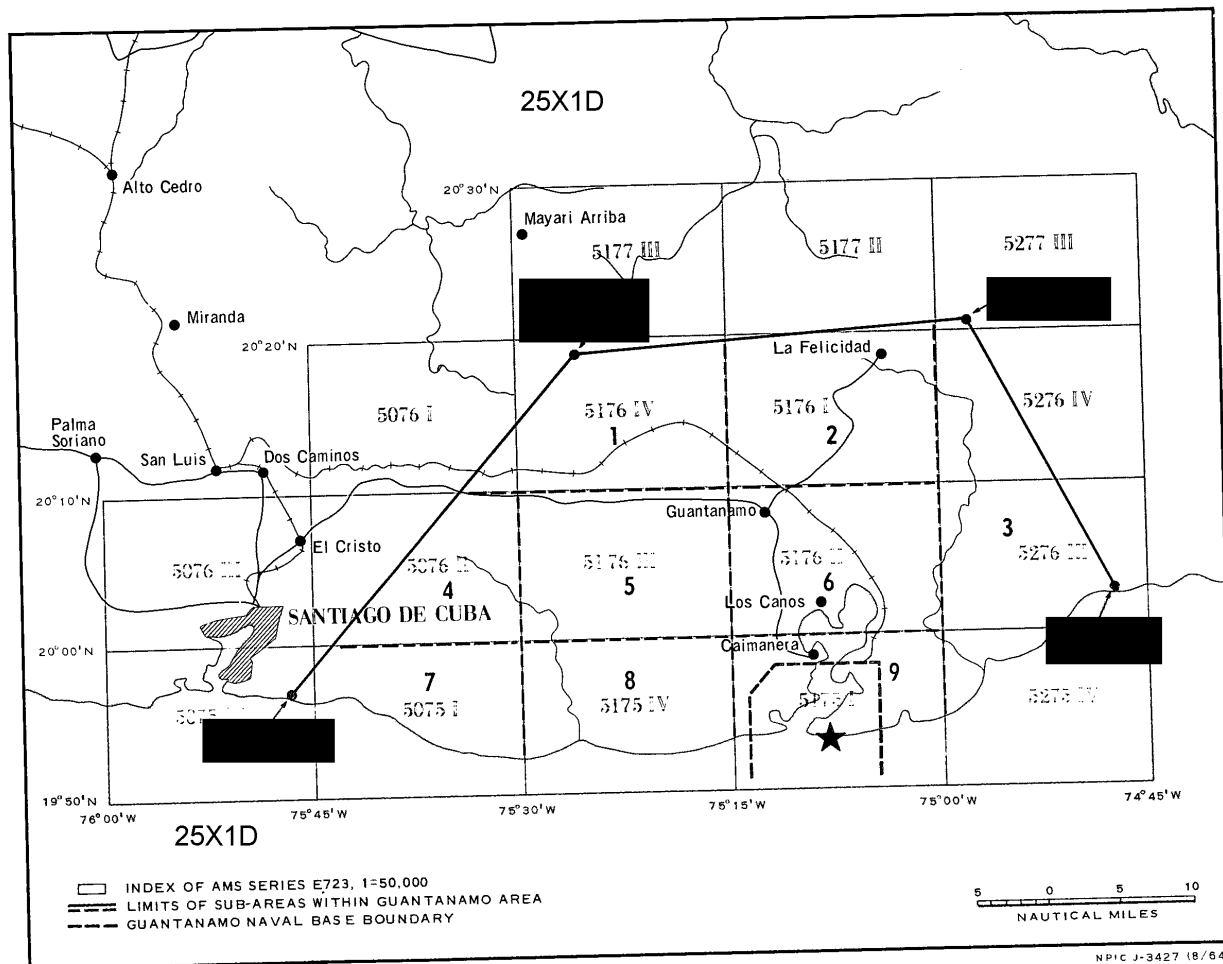 25X1D
Alto Cedro
20°30'N
Mayari Arriba
5177 III
5177 II
5277 III
Miranda
20°20'N
La Felicidad
5076 I
5176 IV
5176 I
5276 IV
1
2
Palma
Soriano
San Luis
Dos Caminos
20°10'N
Guantanamo
El Cristo
3
5276 III
5076 III
5076 II
5176 III
5176 II
4
5
6
Los Canos
SANTIAGO DE CUBA
20°00'N
Caimanera
7
8
9
5075 I
5175 IV
5175 I
5275 IV
19°50'N
76°00'W
75°45'W
75°30'W
75°15'W
75°00'W
74°45'W
25X1D
INDEX OF AMS SERIES E723, 1=50,000
LIMITS OF SUB-AREAS WITHIN GUANTANAMO AREA
GUANTANAMO NAVAL BASE BOUNDARY
5 0 5 10
NAUTICAL MILES
NPIC J-3427 (8/64